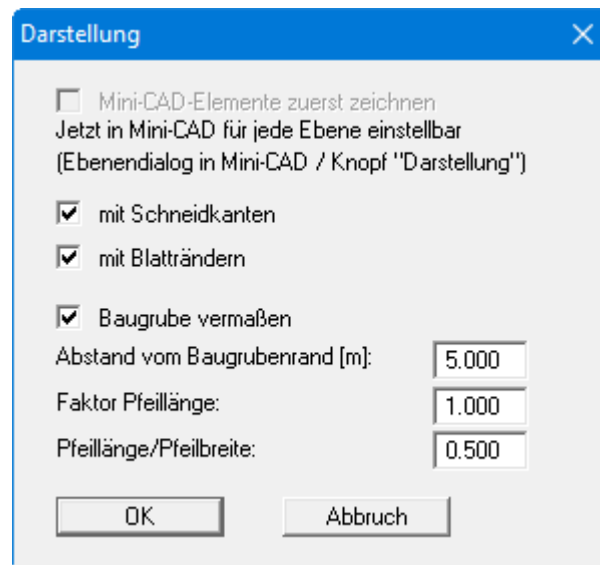 Darstellung
Mini-CAD-Elemente zuerst zeichnen
Jetzt in Mini-CAD für jede Ebene einstellbar
(Ebenendialog in Mini-CAD / Knopf "Darstellung")
mit Schneidkanten
mit Blatträndern
Baugrube vermaßen
Abstand vom Baugrubenrand [m]: 5.000
Faktor Pfeillänge: 1.000
Pfeillänge/Pfeilbreite: 0.500
OK Abbruch